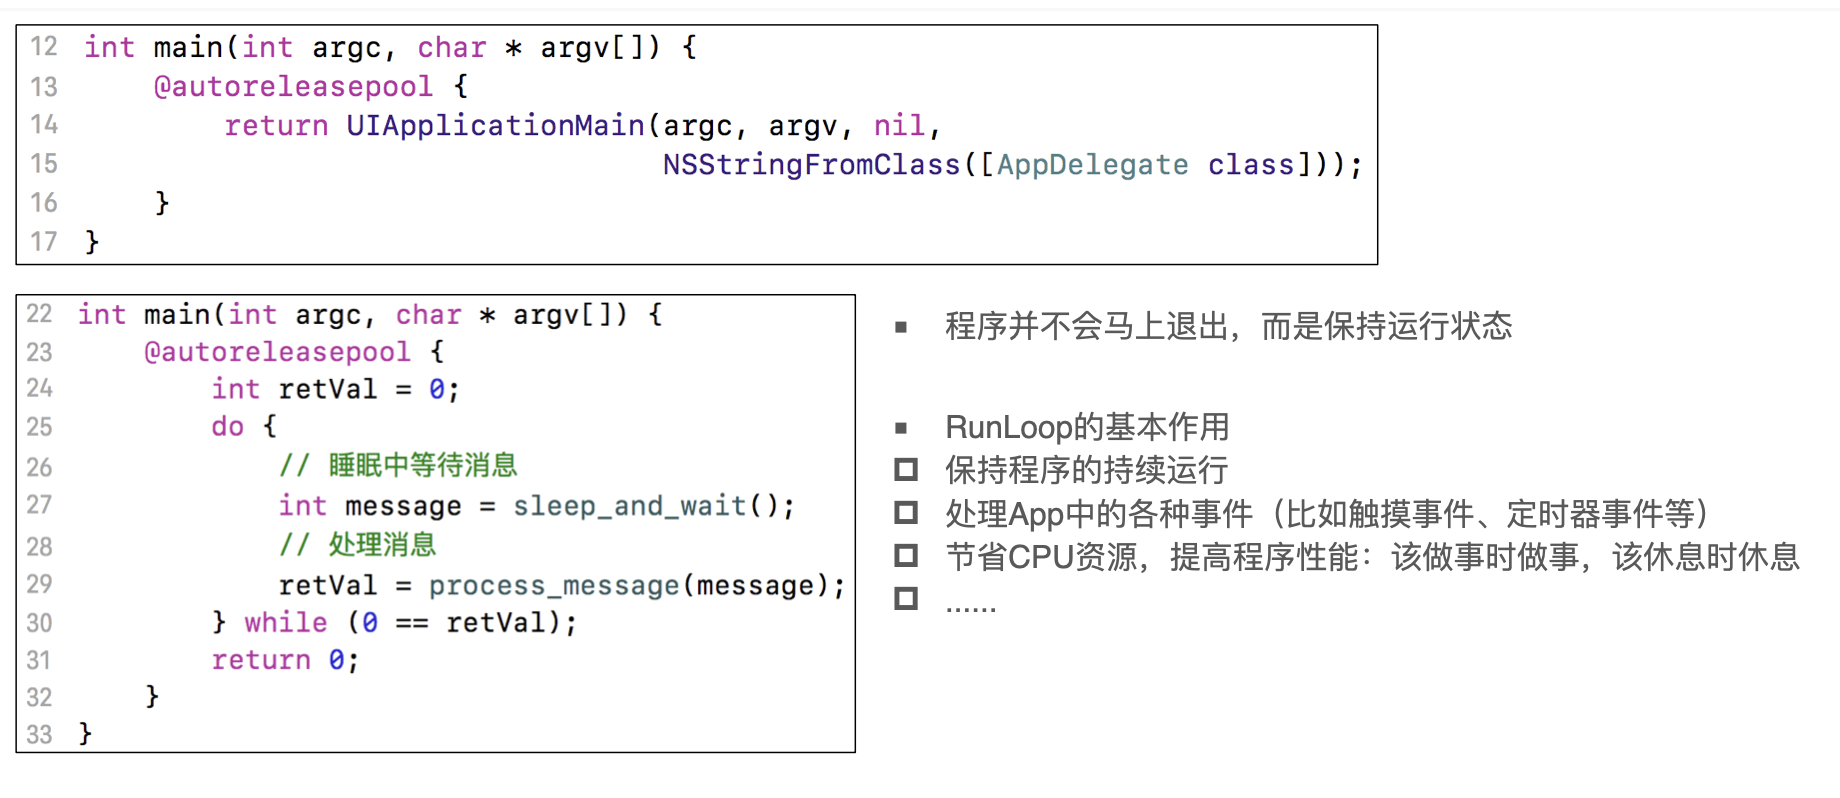 12 int main(int argc, char * argv[]) {
13     @autoreleasepool {
14         return UIApplicationMain(argc, argv, nil,
15                                  NSStringFromClass([AppDelegate class]));
16     }
17 }
22 int main(int argc, char * argv[]) {
23     @autoreleasepool {
24         int retVal = 0;
25         do {
26             // 睡眠中等待消息
27             int message = sleep_and_wait();
28             // 处理消息
29             retVal = process_message(message);
30         } while (0 == retVal);
31         return 0;
32     }
33 }
▪ 程序并不会马上退出，而是保持运行状态
▪ RunLoop的基本作用
□ 保持程序的持续运行
□ 处理App中的各种事件（比如触摸事件、定时器事件等）
□ 节省CPU资源，提高程序性能：该做事时做事，该休息时休息
□ ......